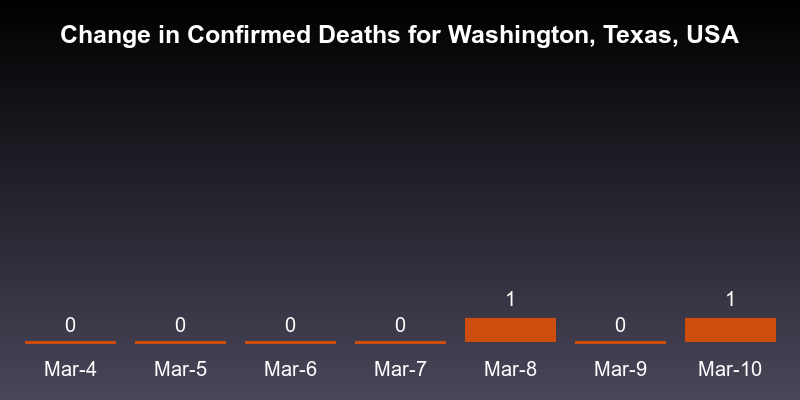 Change in Confirmed Deaths for Washington, Texas, USA
0 0 0 0 1 0 1
Mar-4 Mar-5 Mar-6 Mar-7 Mar-8 Mar-9 Mar-10